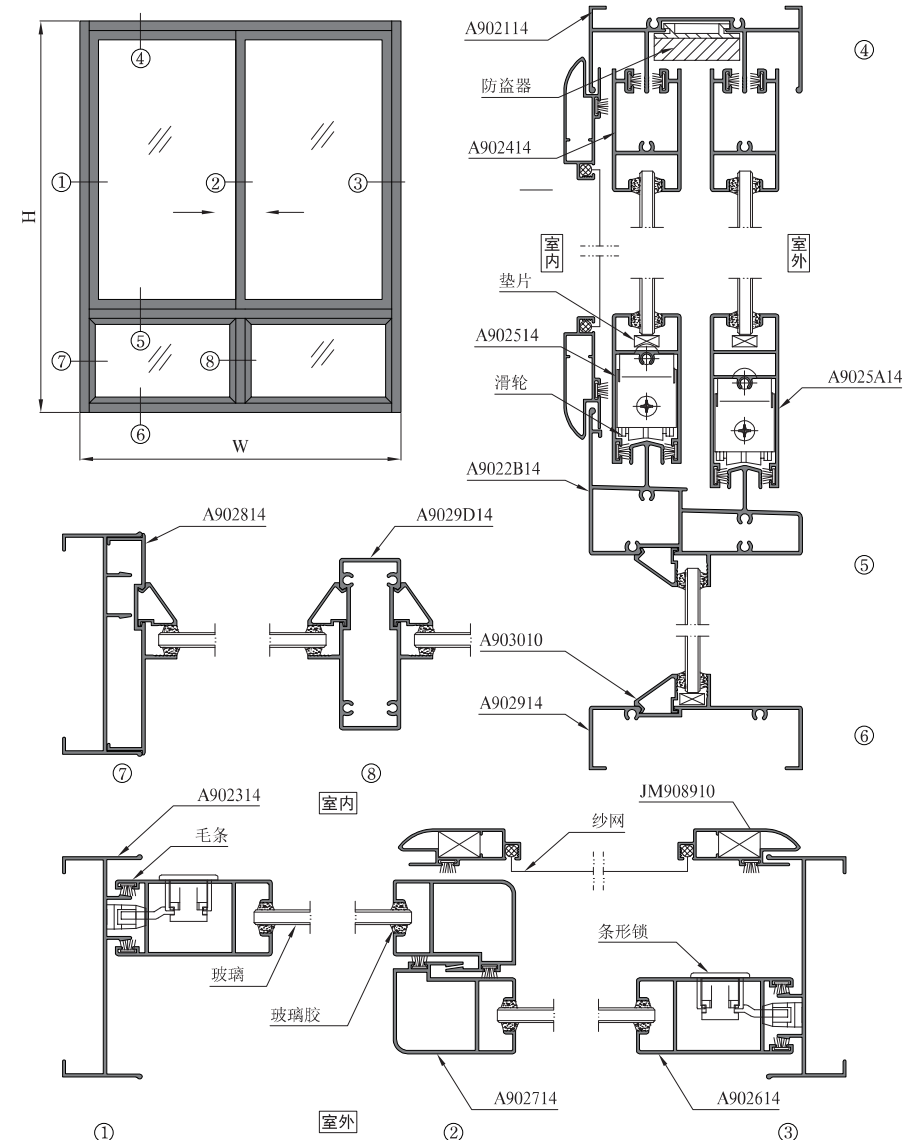 A902114
④
防盗器
A902414
④
①
②
③
H
室内
室外
垫片
A902514
A9025A14
滑轮
⑤
⑦
⑧
⑥
W
A9022B14
A902814
A9029D14
⑤
A903010
A902914
⑥
⑦
⑧
室内
A902314
毛条
纱网
JM908910
玻璃
条形锁
玻璃胶
A902714
A902614
室外
①
②
③